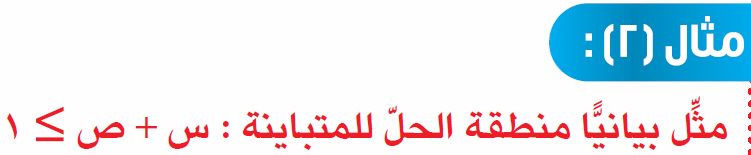 مثال (٢):
مثِّل بيانيًّا منطقة الحلّ للمتباينة : س + ص ≥ ١